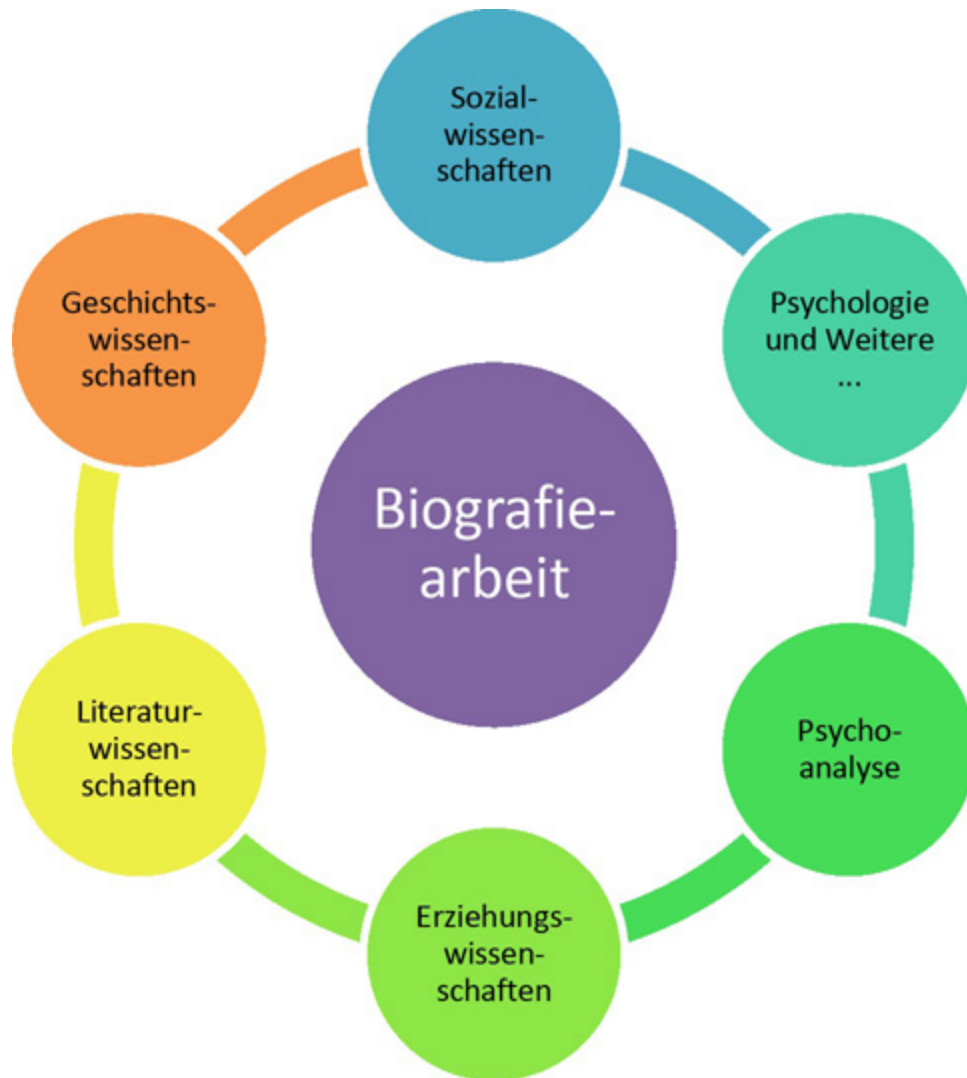 Sozial-
wissen-
schaften
Psychologie
und Weitere
...
Psycho-
analyse
Erziehungs-
wissen-
schaften
Literatur-
wissen-
schaften
Geschichts-
wissen-
schaften
Biografie-
arbeit